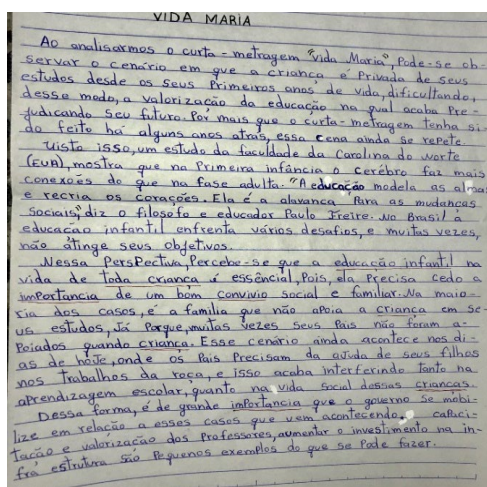 VIDA MARIA
Ao analisarmos o curta-metragem "vida Maria", Pode-se ob-
servar o cenário em que a criança é Privada de seus
estudos desde os seus Primeiros anos de vida, dificultando,
desse modo, a valorização da educação na qual acaba Pre-
judicando seu futuro. Por mais que o curta-metragem tenha si-
do feito há alguns anos atrás, essa cena ainda se repete.
Visto isso, um estudo da faculdade da Carolina do Norte
(EUA), mostra que na Primeira infância o cerébro faz mais
conexões do que na fase adulta. "A educação modela as almas
e recria os corações. Ela é a alavanca Para as mudanças
sociais", diz o filosofo e educador Paulo Freire. No Brasil a
educação infantil enfrenta vários desafios, e muitas vezes,
não atinge seus objetivos.
Nessa Perspectiva, Percebe-se que a educação infantil na
vida de toda criança é essêncial, Pois, ela Precisa cedo a
importancia de um bom convivio social e familiar. Na maio-
ria dos casos, é a familia que não apoia a criança em se-
us estudos, Já Porque, muitas vezes seus Pais não foram a-
Poiados quando criança. Esse cenário ainda acontece nos di-
as de hoje, onde os Pais Precisam da ajuda de seus filhos
nos trabalhos da roça, e isso acaba interferindo tanto na
aprendizagem escolar, quanto na vida social dessas crianças.
Dessa forma, é de grande importancia que o governo se mobi-
lize em relação a esses casos que vem acontecendo, capaci-
tação e valorização dos Professores, aumentar o investimento na in-
fra estrutura são Pequenos exemplos do que se Pode fazer.